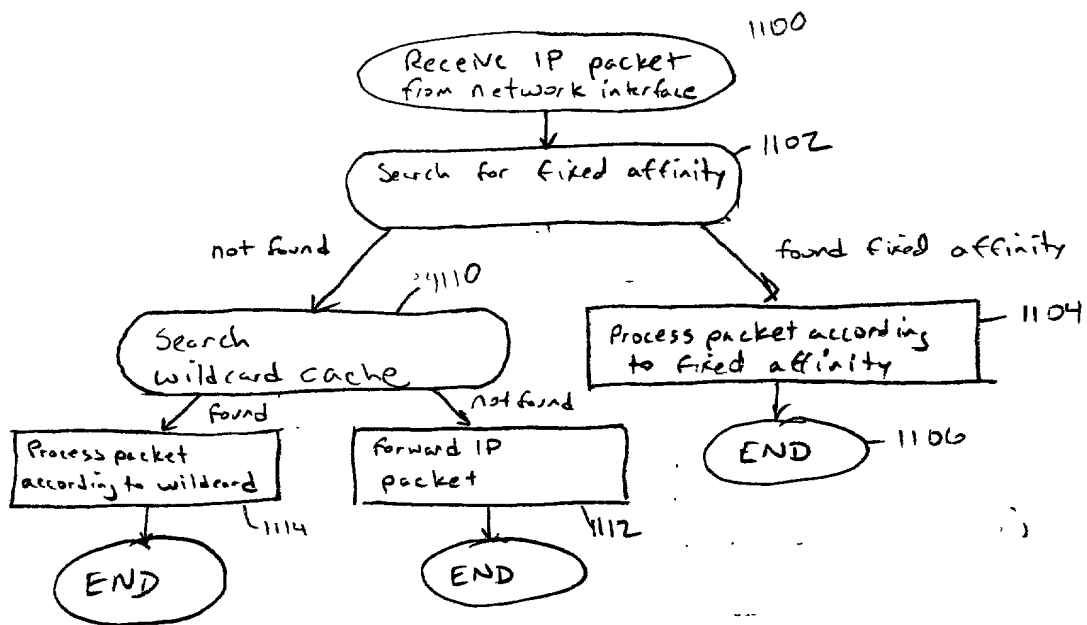 1100
Receive IP packet
from network interface
1102
Search for fixed affinity
not found
found fixed affinity
1110
1104
Search
wildcard cache
Process packet according
to fixed affinity
found
not found
1106
Process packet
according to wildcard
forward IP
packet
END
1114
1112
END
END